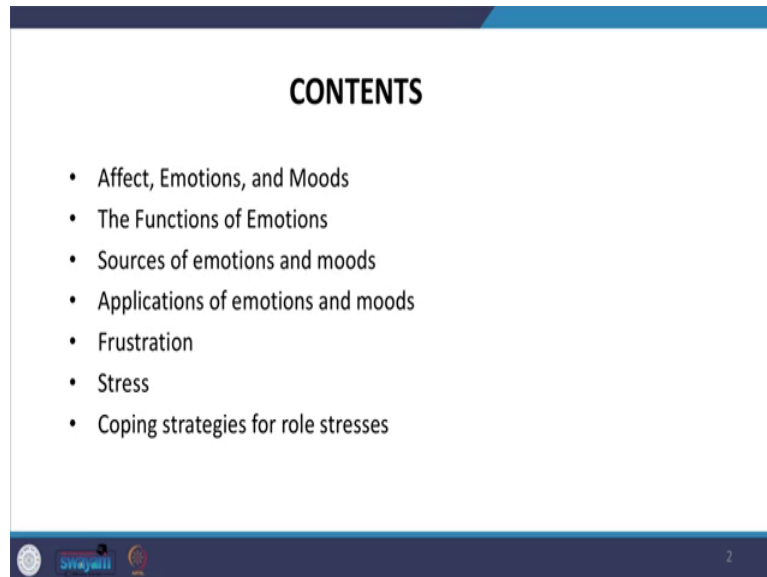 CONTENTS
• Affect, Emotions, and Moods
• The Functions of Emotions
• Sources of emotions and moods
• Applications of emotions and moods
• Frustration
• Stress
• Coping strategies for role stresses
swayam
2